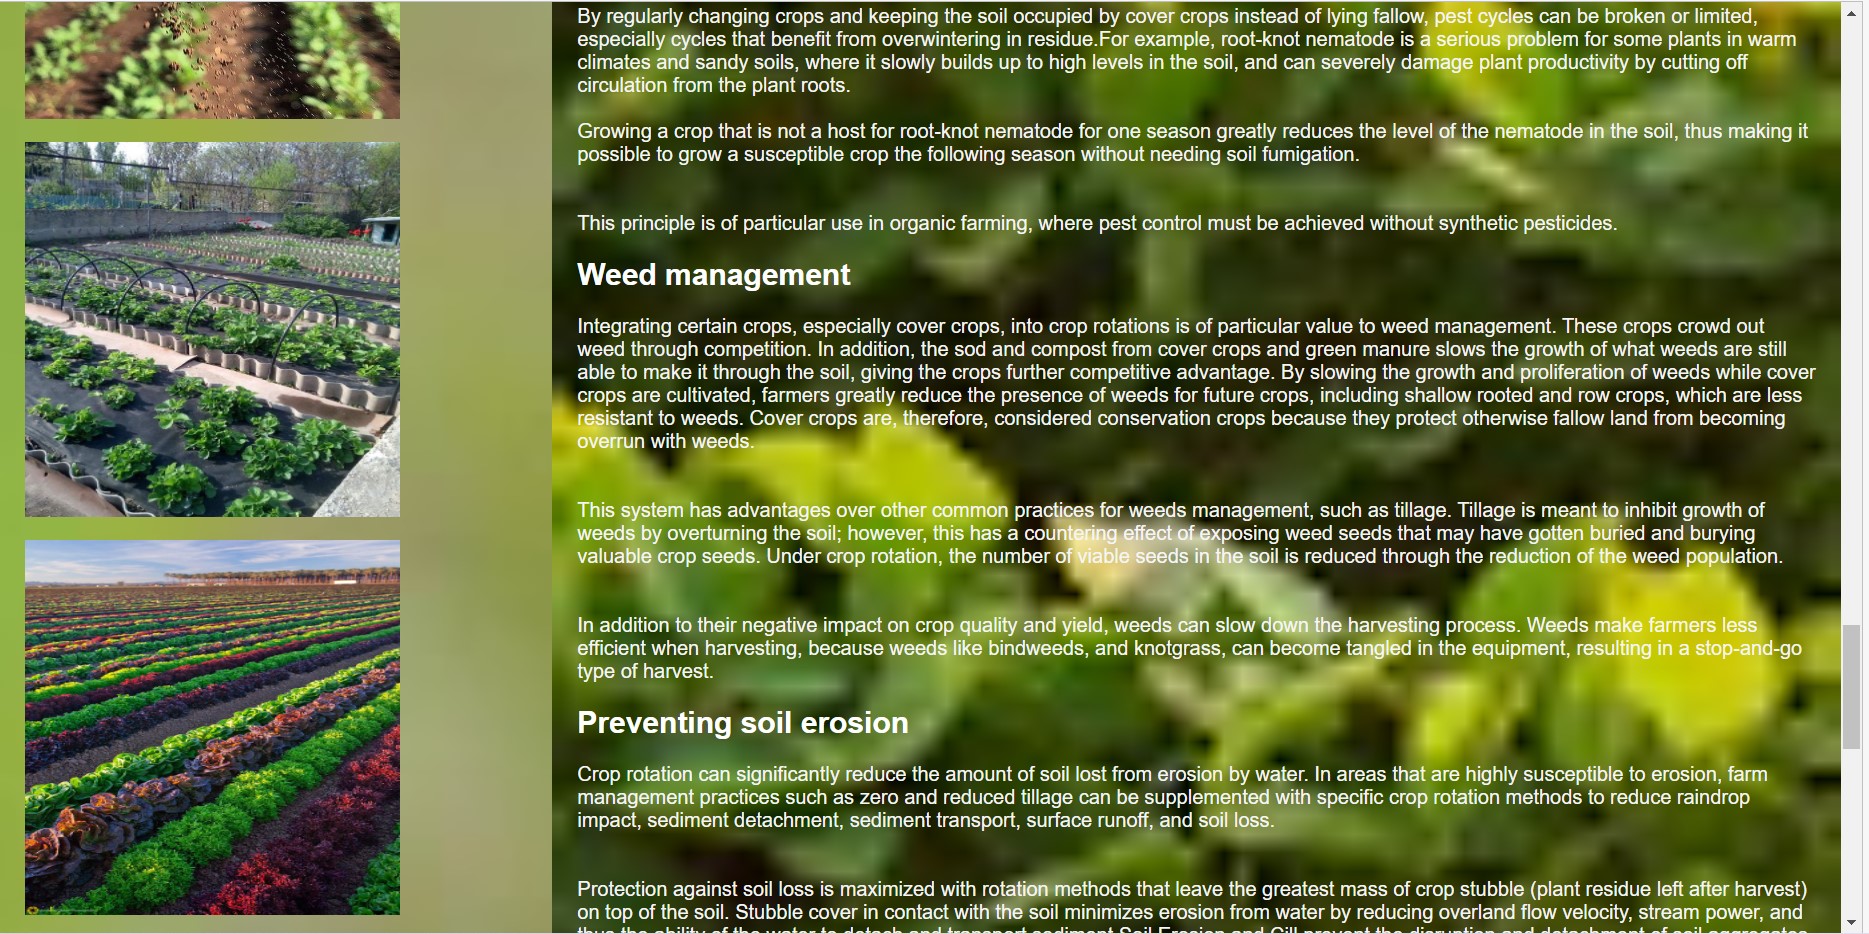 By regularly changing crops and keeping the soil occupied by cover crops instead of lying fallow, pest cycles can be broken or limited,
especially cycles that benefit from overwintering in residue.For example, root-knot nematode is a serious problem for some plants in warm
climates and sandy soils, where it slowly builds up to high levels in the soil, and can severely damage plant productivity by cutting off
circulation from the plant roots.
Growing a crop that is not a host for root-knot nematode for one season greatly reduces the level of the nematode in the soil, thus making it
possible to grow a susceptible crop the following season without needing soil fumigation.
This principle is of particular use in organic farming, where pest control must be achieved without synthetic pesticides.
Weed management
Integrating certain crops, especially cover crops, into crop rotations is of particular value to weed management. These crops crowd out
weed through competition. In addition, the sod and compost from cover crops and green manure slows the growth of what weeds are still
able to make it through the soil, giving the crops further competitive advantage. By slowing the growth and proliferation of weeds while cover
crops are cultivated, farmers greatly reduce the presence of weeds for future crops, including shallow rooted and row crops, which are less
resistant to weeds. Cover crops are, therefore, considered conservation crops because they protect otherwise fallow land from becoming
overrun with weeds.
This system has advantages over other common practices for weeds management, such as tillage. Tillage is meant to inhibit growth of
weeds by overturning the soil; however, this has a countering effect of exposing weed seeds that may have gotten buried and burying
valuable crop seeds. Under crop rotation, the number of viable seeds in the soil is reduced through the reduction of the weed population.
In addition to their negative impact on crop quality and yield, weeds can slow down the harvesting process. Weeds make farmers less
efficient when harvesting, because weeds like bindweeds, and knotgrass, can become tangled in the equipment, resulting in a stop-and-go
type of harvest.
Preventing soil erosion
Crop rotation can significantly reduce the amount of soil lost from erosion by water. In areas that are highly susceptible to erosion, farm
management practices such as zero and reduced tillage can be supplemented with specific crop rotation methods to reduce raindrop
impact, sediment detachment, sediment transport, surface runoff, and soil loss.
Protection against soil loss is maximized with rotation methods that leave the greatest mass of crop stubble (plant residue left after harvest)
on top of the soil. Stubble cover in contact with the soil minimizes erosion from water by reducing overland flow velocity, stream power, and
thus the ability of the water to detach and transport sediment.Soil Erosion and Cill prevent the disruption and detachment of soil aggregates